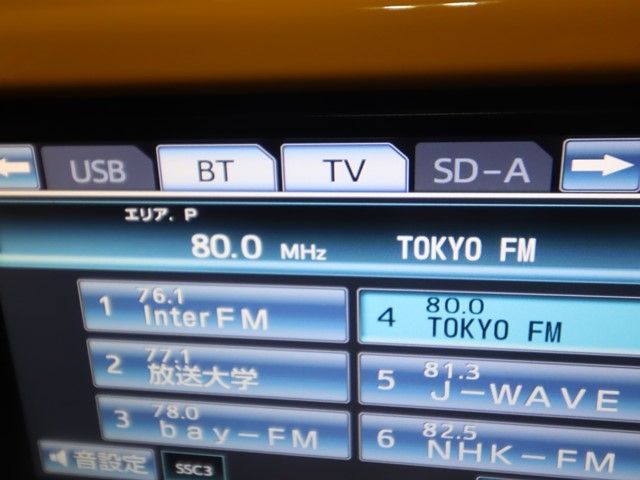 USB BT TV SD-A
エリア. P
80.0 MHz TOKYO FM
1 76.1 InterFM
4 80.0 TOKYO FM
2 77.1 放送大学
5 81.3 J-WAVE
3 78.0 bay-FM
6 82.5 NHK-FM
音設定 SSC3